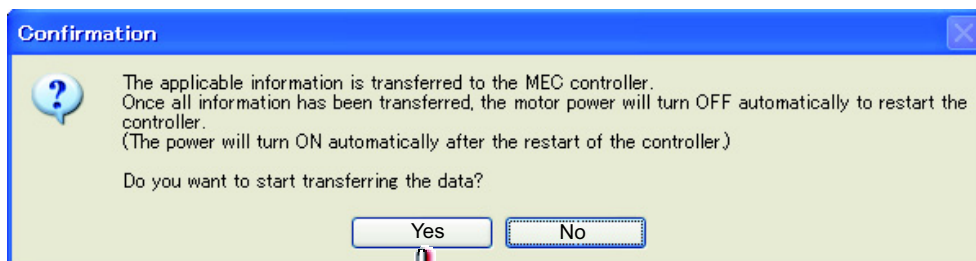 Confirmation
The applicable information is transferred to the MEC controller.
Once all information has been transferred, the motor power will turn OFF automatically to restart the
controller.
(The power will turn ON automatically after the restart of the controller.)
Do you want to start transferring the data?
Yes
No